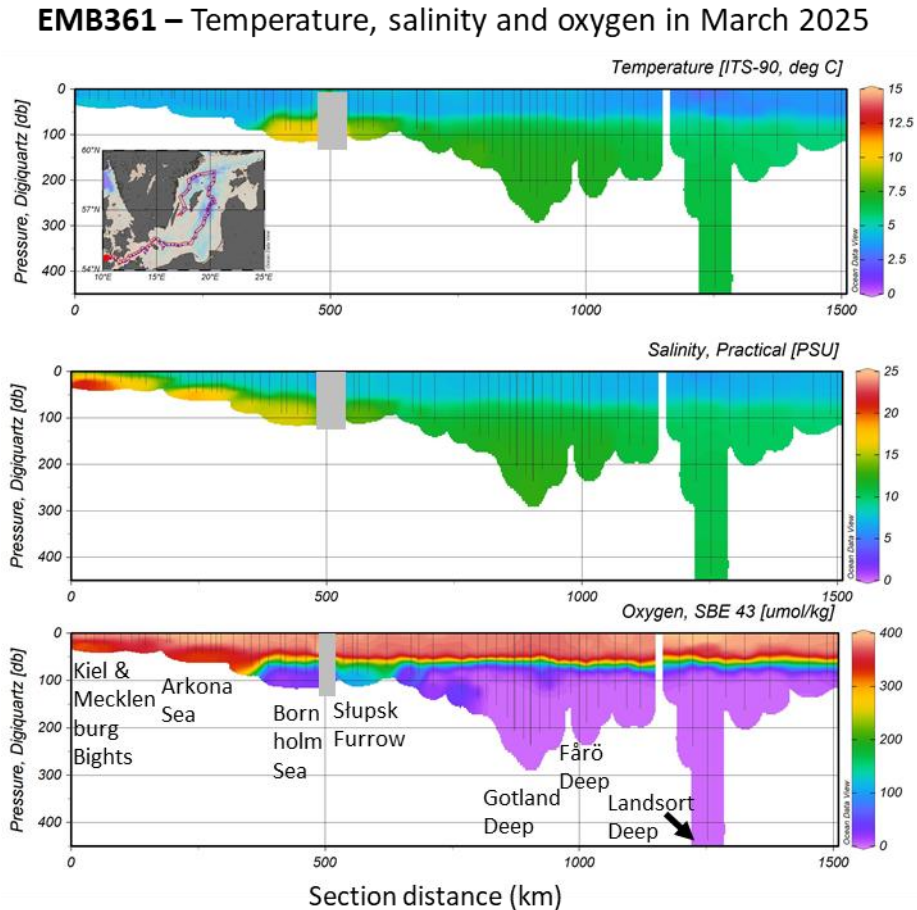 EMB361 – Temperature, salinity and oxygen in March 2025
Temperature [ITS-90, deg C]
Pressure, Digiquartz [db]
0
100
200
300
400
0
500
1000
1500
15
12.5
10
7.5
5
2.5
0
Ocean Data View
60°N
57°N
54°N
10°E
15°E
20°E
25°E
Salinity, Practical [PSU]
Pressure, Digiquartz [db]
0
100
200
300
400
0
500
1000
1500
25
20
15
10
5
0
Ocean Data View
Oxygen, SBE 43 [umol/kg]
Pressure, Digiquartz [db]
0
100
200
300
400
0
500
1000
1500
400
300
200
100
0
Ocean Data View
Kiel &
Mecklen
burg
Bights
Arkona
Sea
Born
holm
Sea
Słupsk
Furrow
Gotland
Deep
Fårö
Deep
Landsort
Deep
Section distance (km)